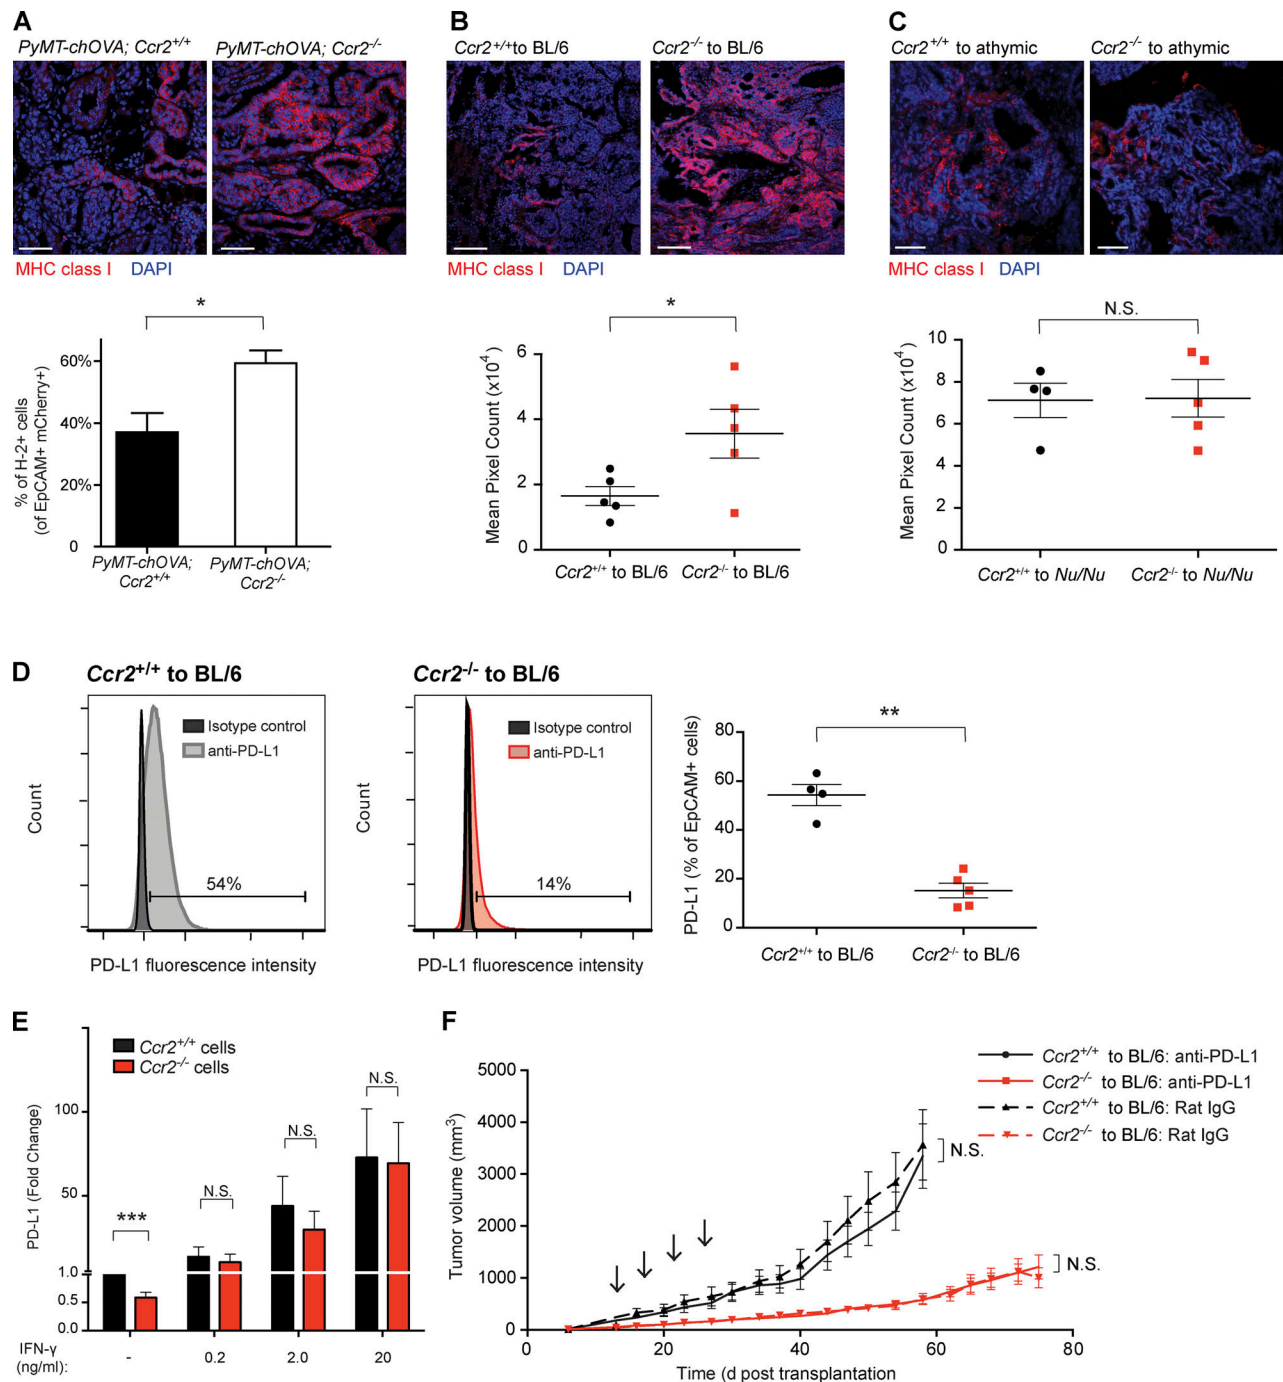 A
PyMT-chOVA; Ccr2+/+ PyMT-chOVA; Ccr2-/-
MHC class I DAPI
*
% of H-2+ cells
(of EpCAM+ mCherry+)
60%
40%
20%
0
PyMT-chOVA;
Ccr2+/+
PyMT-chOVA;
Ccr2-/-
B
Ccr2+/+to BL/6 Ccr2-/- to BL/6
MHC class I DAPI
*
Mean Pixel Count (x10⁴)
6
4
2
0
Ccr2+/+ to BL/6 Ccr2-/- to BL/6
C
Ccr2+/+ to athymic Ccr2-/- to athymic
MHC class I DAPI
N.S.
Mean Pixel Count (x10⁴)
10
8
6
4
2
0
Ccr2+/+ to Nu/Nu Ccr2-/- to Nu/Nu
D
Ccr2+/+ to BL/6
Isotype control
anti-PD-L1
Count
54%
PD-L1 fluorescence intensity
Ccr2-/- to BL/6
Isotype control
anti-PD-L1
Count
14%
PD-L1 fluorescence intensity
**
PD-L1 (% of EpCAM+ cells)
80
60
40
20
0
Ccr2+/+ to BL/6 Ccr2-/- to BL/6
E
Ccr2+/+ cells
Ccr2-/- cells
PD-L1 (Fold Change)
100
50
1.0
0.5
0.0
***
N.S.
N.S.
N.S.
IFN-γ
(ng/ml):
- 0.2 2.0 20
F
Ccr2+/+ to BL/6: anti-PD-L1
Ccr2-/- to BL/6: anti-PD-L1
Ccr2+/+ to BL/6: Rat IgG
Ccr2-/- to BL/6: Rat IgG
Tumor volume (mm³)
5000
4000
3000
2000
1000
0
N.S.
N.S.
0 20 40 60 80
Time (d post transplantation